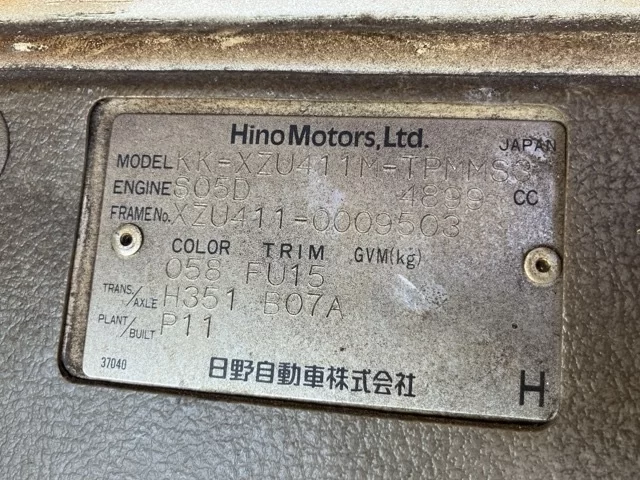 Hino Motors, Ltd.
JAPAN
MODEL KK-XZU411M-TPMMS
ENGINE S05D 4899 CC
FRAME No. XZU411-0009503
COLOR TRIM GVM(kg)
058 FU15
TRANS/AXLE H351 B07A
PLANT/BUILT P11
37040
日野自動車株式会社
H